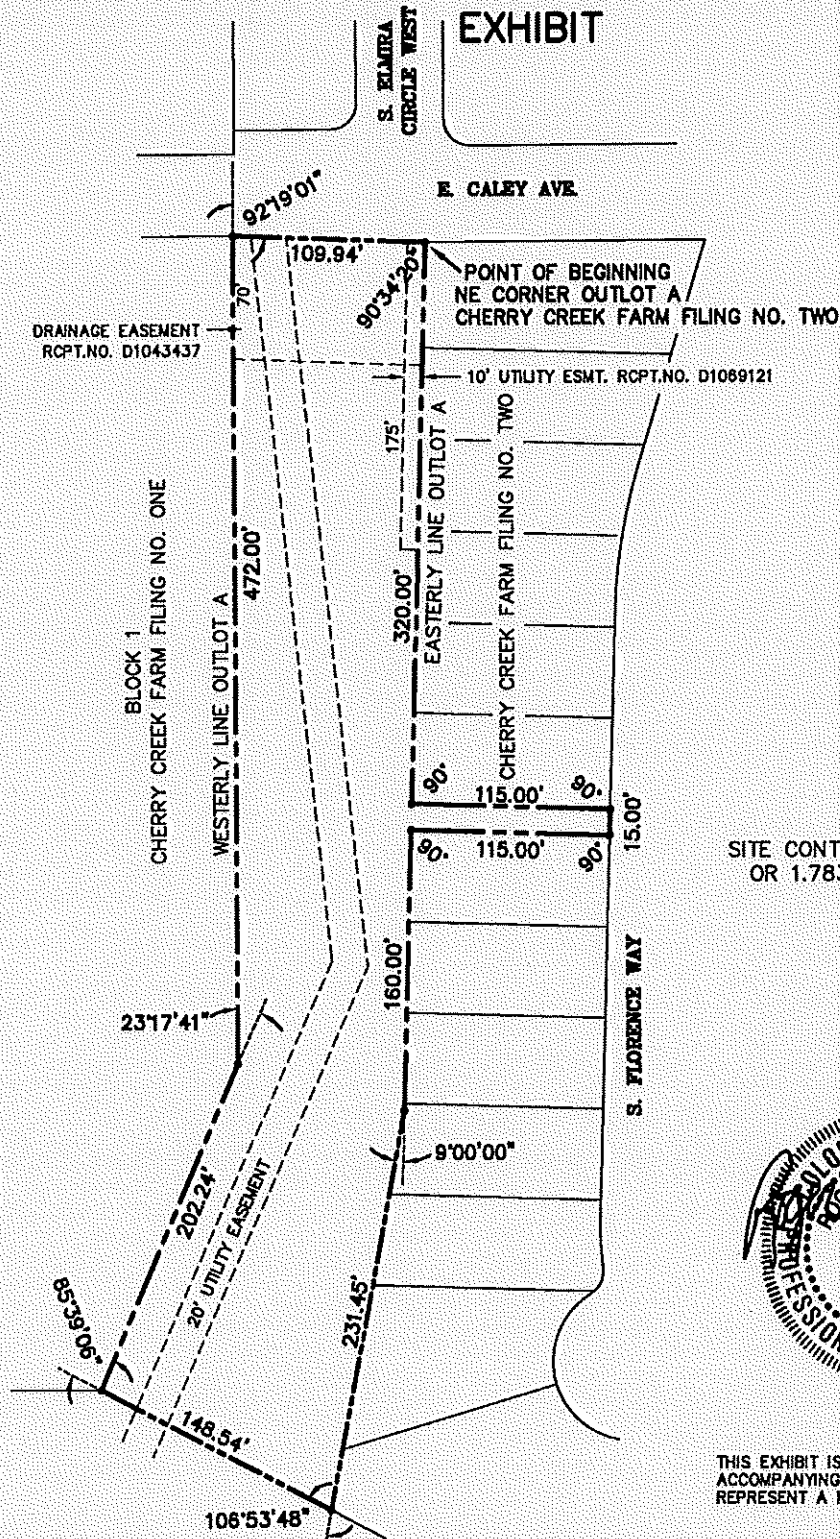 EXHIBIT
S. ELMIRA
CIRCLE WEST
E. CALEY AVE.
92°19'01"
109.94'
90°34'20"
POINT OF BEGINNING
NE CORNER OUTLOT A
CHERRY CREEK FARM FILING NO. TWO
70'
DRAINAGE EASEMENT
RCPT.NO. D1043437
10' UTILITY ESMT. RCPT.NO. D1069121
175'
BLOCK 1
CHERRY CREEK FARM FILING NO. ONE
WESTERLY LINE OUTLOT A
472.00'
320.00'
EASTERLY LINE OUTLOT A
CHERRY CREEK FARM FILING NO. TWO
90°
115.00'
90°
15.00'
90°
115.00'
90°
SITE CONT
OR 1.783
160.00'
S. FLORENCE WAY
23°17'41"
9°00'00"
202.24'
20' UTILITY EASEMENT
231.45'
85°39'06"
148.54'
106°53'48"
PROFESSION
THIS EXHIBIT IS
ACCOMPANYING
REPRESENT A